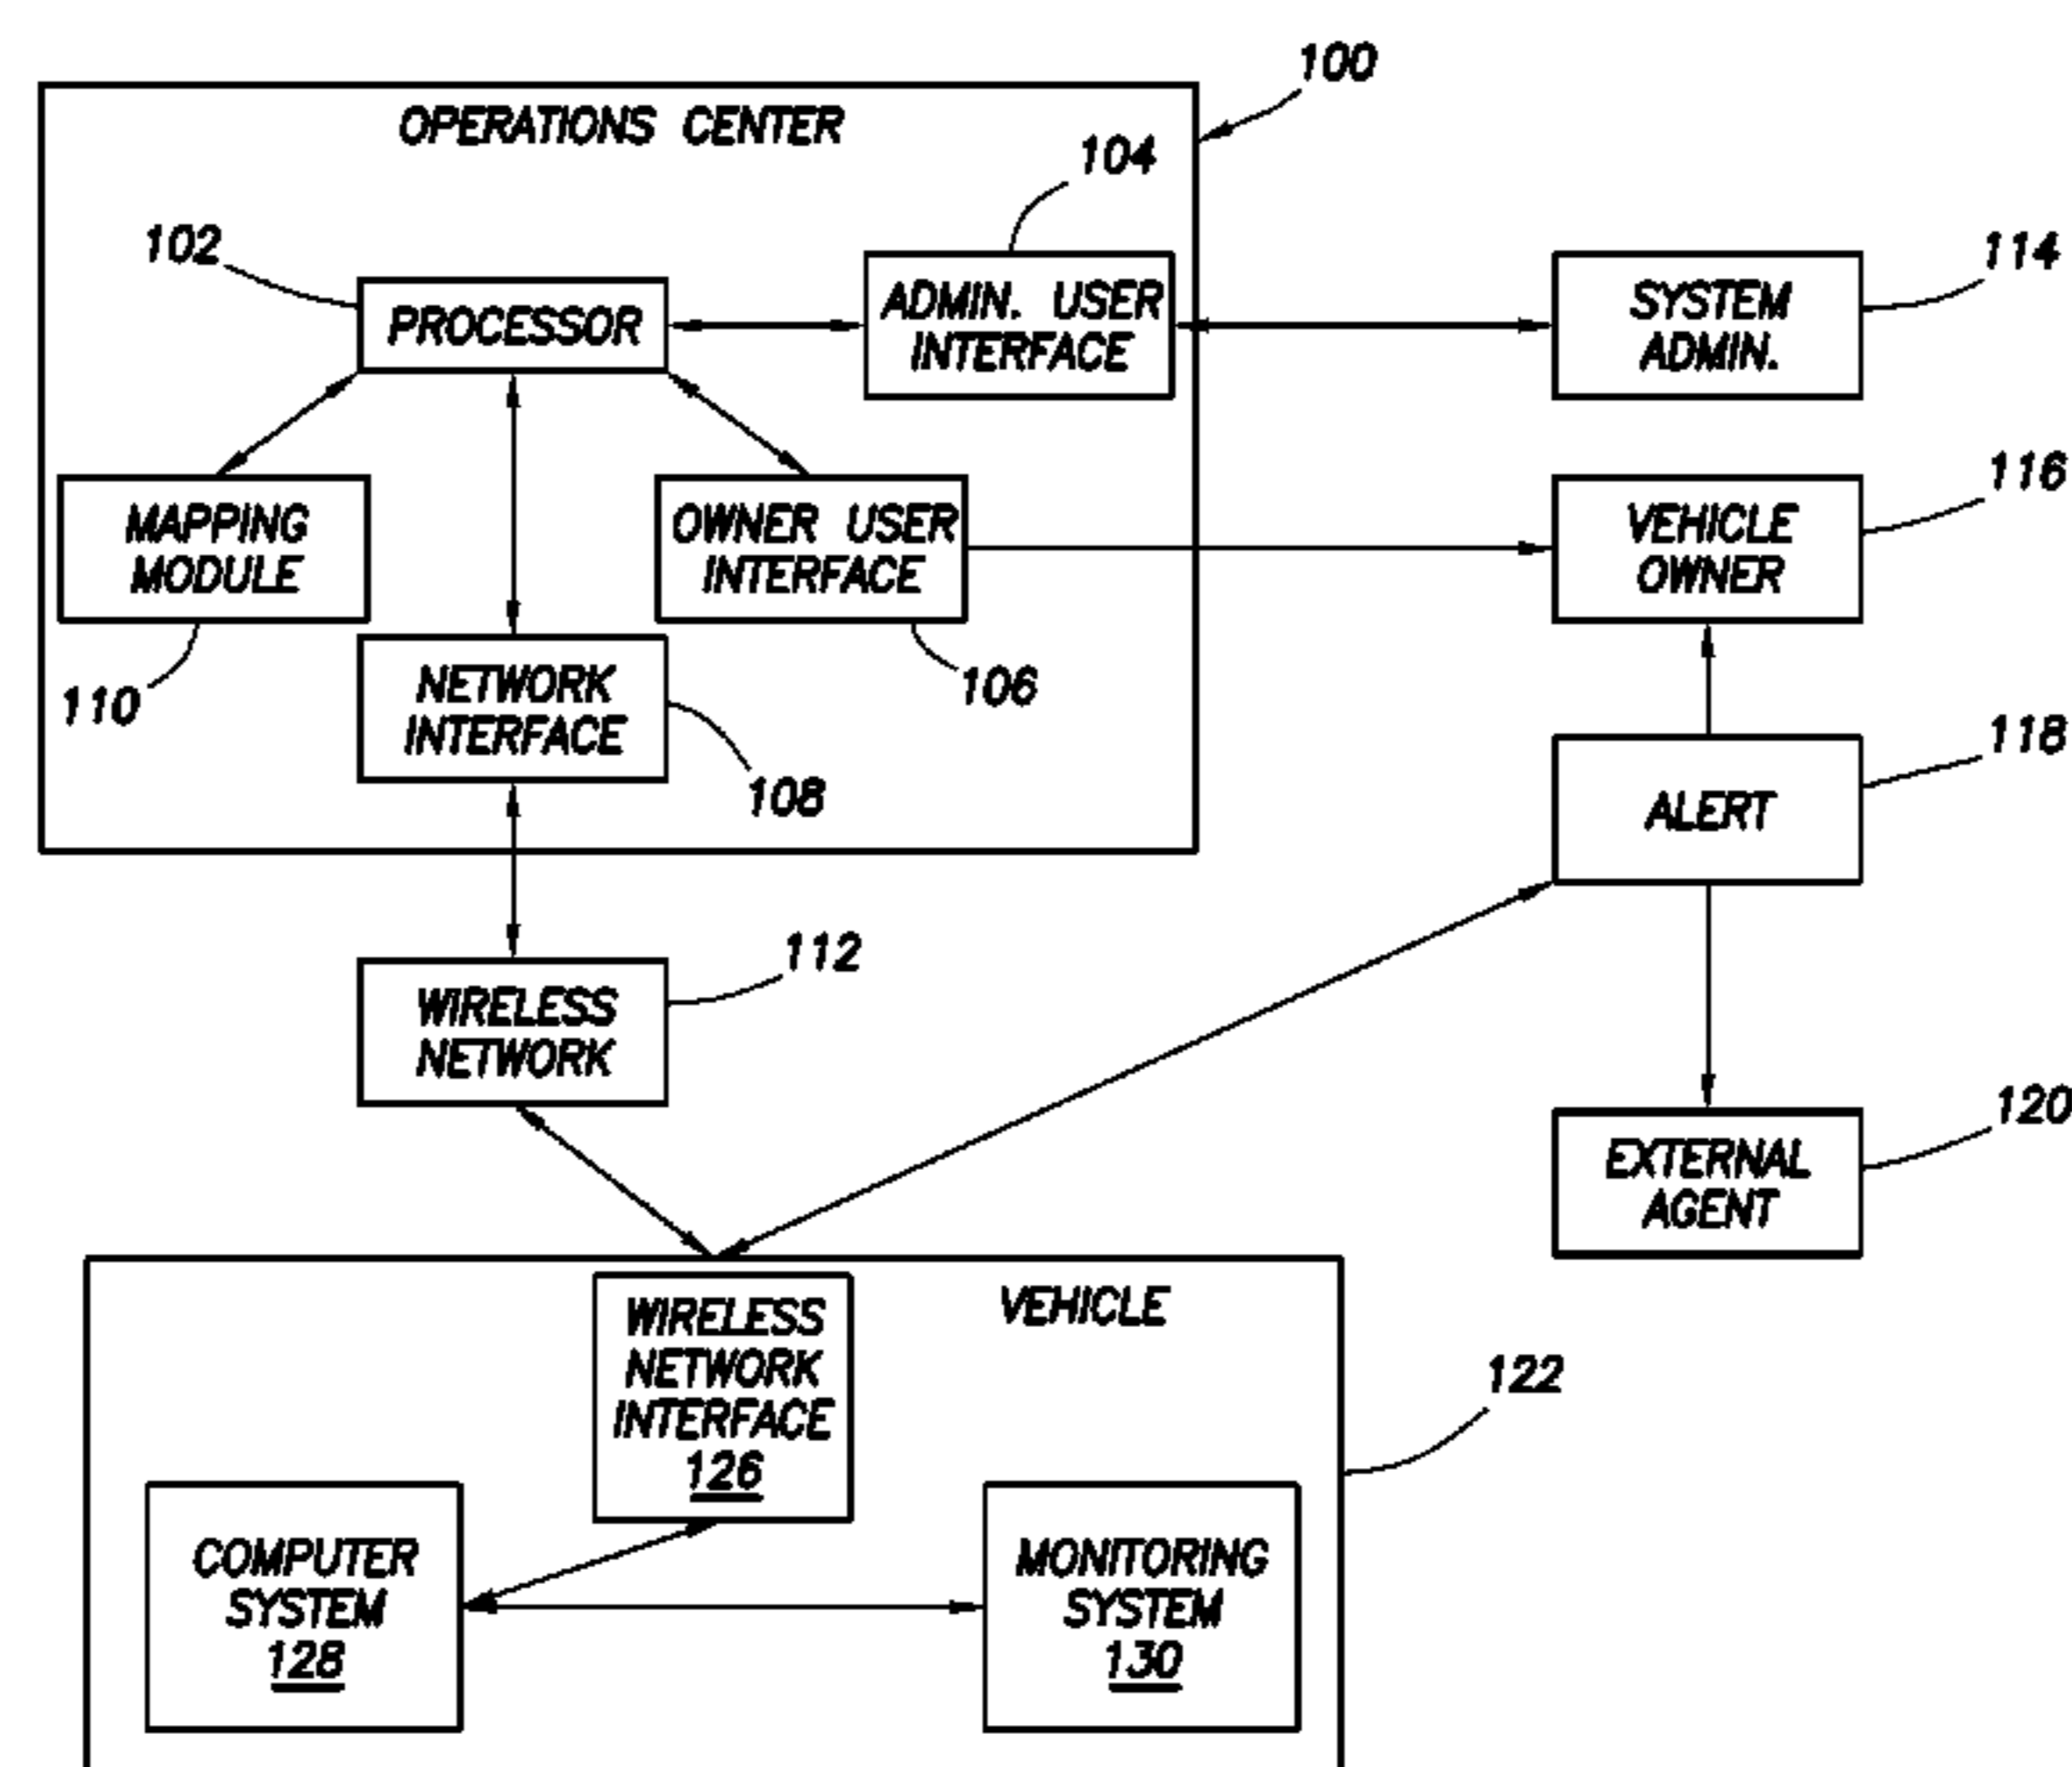 100
OPERATIONS CENTER
104
102
114
PROCESSOR
ADMIN. USER
INTERFACE
SYSTEM
ADMIN.
116
MAPPING
MODULE
OWNER USER
INTERFACE
VEHICLE
OWNER
110
NETWORK
INTERFACE
106
108
118
ALERT
112
WIRELESS
NETWORK
120
EXTERNAL
AGENT
WIRELESS
NETWORK
INTERFACE
126
VEHICLE
122
COMPUTER
SYSTEM
128
MONITORING
SYSTEM
130